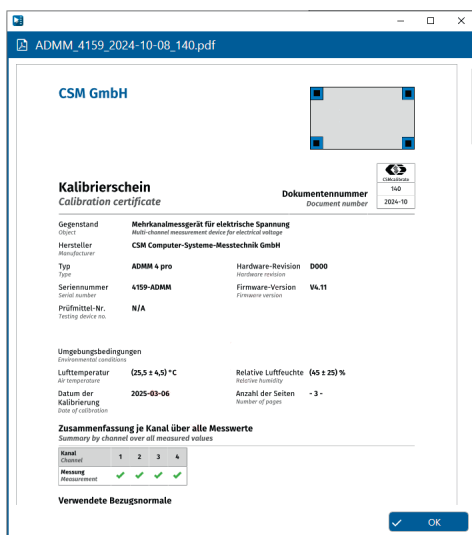 ADMM_4159_2024-10-08_140.pdf
CSM GmbH
CSMcalibrate
140
2024-10
Kalibrierschein
Calibration certificate
Dokumentennummer
Document number
Gegenstand Mehrkanalmessgerät für elektrische Spannung
Object Multi-channel measurement device for electrical voltage
Hersteller CSM Computer-Systeme-Messtechnik GmbH
Manufacturer
Typ ADMM 4 pro Hardware-Revision D000
Type Hardware revision
Seriennummer 4159-ADMM Firmware-Version V4.11
Serial number Firmware version
Prüfmittel-Nr. N/A
Testing device no.
Umgebungsbedingungen
Environmental conditions
Lufttemperatur (25,5 ± 4,5) °C Relative Luftfeuchte (45 ± 25) %
Air temperature Relative humidity
Datum der 2025-03-06 Anzahl der Seiten - 3 -
Kalibrierung Number of pages
Date of calibration
Zusammenfassung je Kanal über alle Messwerte
Summary by channel over all measured values
Kanal 1 2 3 4
Channel
Messung ✓ ✓ ✓ ✓
Measurement
Verwendete Bezugsnormale
OK